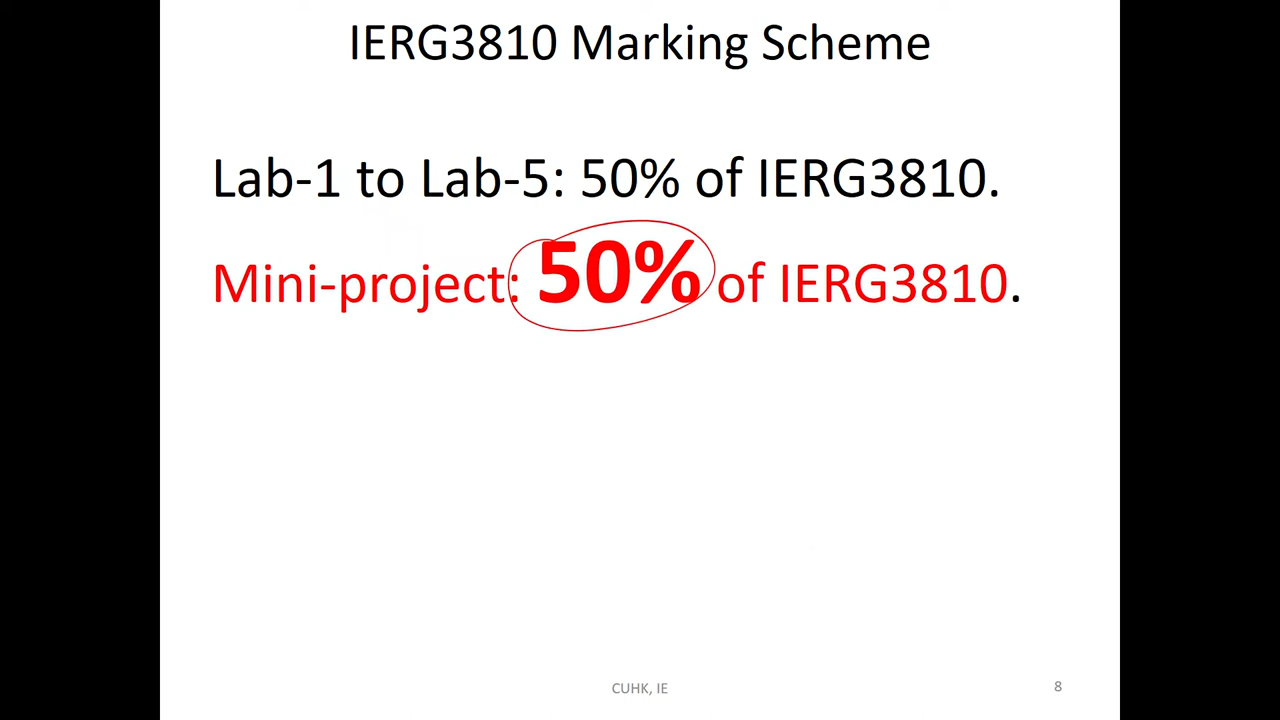 IERG3810 Marking Scheme
Lab-1 to Lab-5: 50% of IERG3810.
Mini-project: 50% of IERG3810.
CUHK, IE
8